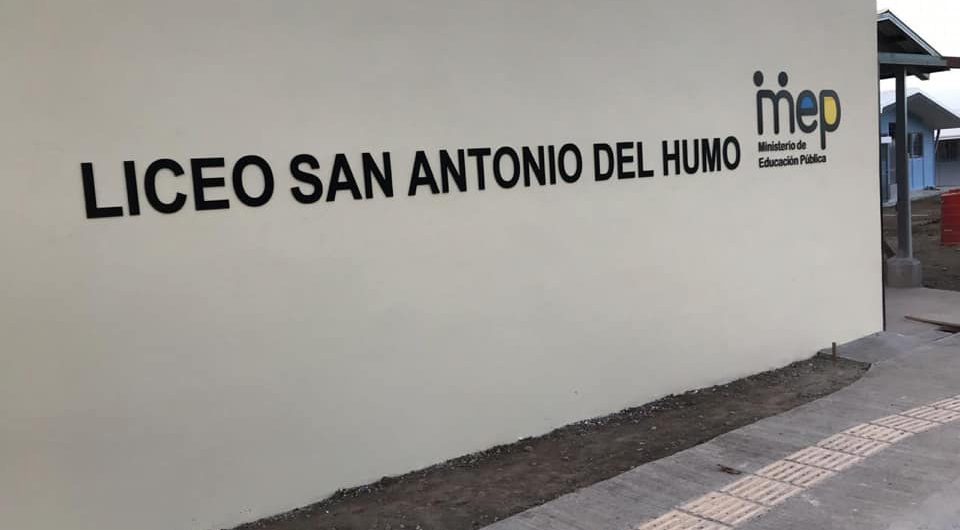 LICEO SAN ANTONIO DEL HUMO
mep
Ministerio de
Educación Pública